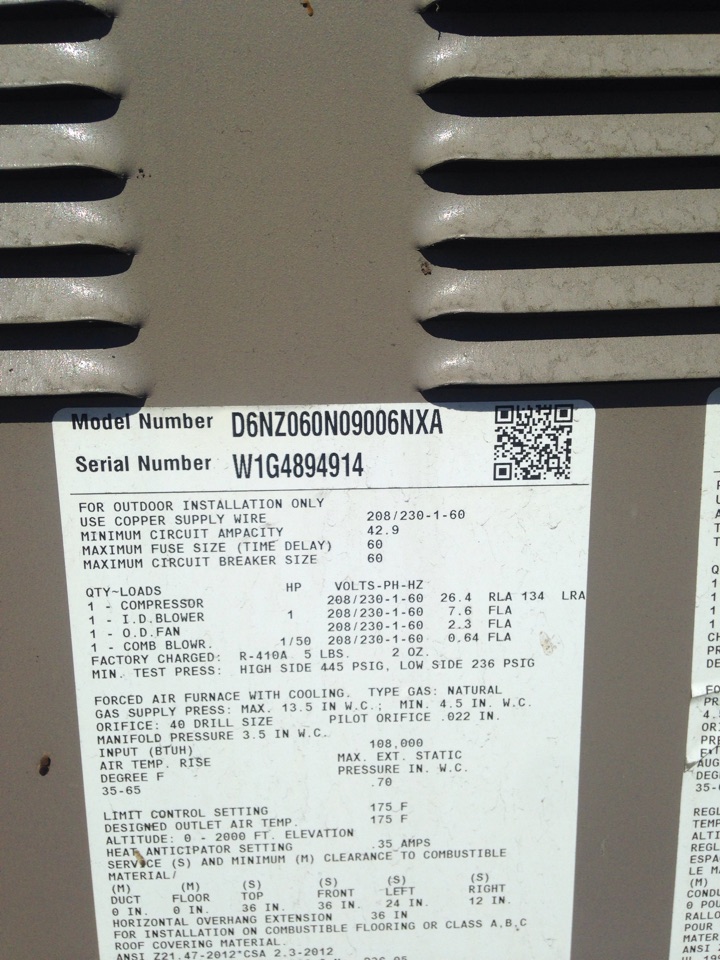 Model Number D6NZ060N09006NXA
Serial Number W1G4894914
FOR OUTDOOR INSTALLATION ONLY
USE COPPER SUPPLY WIRE 208/230-1-60
MINIMUM CIRCUIT AMPACITY 42.9
MAXIMUM FUSE SIZE (TIME DELAY) 60
MAXIMUM CIRCUIT BREAKER SIZE 60
QTY~LOADS HP VOLTS-PH-HZ
1 - COMPRESSOR 208/230-1-60 26.4 RLA 134 LRA
1 - I.D.BLOWER 1 208/230-1-60 7.6 FLA
1 - O.D.FAN 208/230-1-60 2.3 FLA
1 - COMB BLOWR. 1/50 208/230-1-60 0.64 FLA
FACTORY CHARGED: R-410A 5 LBS. 2 OZ.
MIN. TEST PRESS: HIGH SIDE 445 PSIG, LOW SIDE 236 PSIG
FORCED AIR FURNACE WITH COOLING. TYPE GAS: NATURAL
GAS SUPPLY PRESS: MAX. 13.5 IN W.C.; MIN. 4.5 IN. W.C.
ORIFICE: 40 DRILL SIZE PILOT ORIFICE .022 IN.
MANIFOLD PRESSURE 3.5 IN W.C.
INPUT (BTUH) 108,000
AIR TEMP. RISE MAX. EXT. STATIC
DEGREE F PRESSURE IN. W.C.
35-65 .70
LIMIT CONTROL SETTING 175 F
DESIGNED OUTLET AIR TEMP. 175 F
ALTITUDE: 0 - 2000 FT. ELEVATION
HEAT ANTICIPATOR SETTING .35 AMPS
SERVICE (S) AND MINIMUM (M) CLEARANCE TO COMBUSTIBLE
MATERIAL/
(M) (M) (S) (S) (S) (S)
DUCT FLOOR TOP FRONT LEFT RIGHT
0 IN. 0 IN. 36 IN. 36 IN. 24 IN. 12 IN.
HORIZONTAL OVERHANG EXTENSION 36 IN
FOR INSTALLATION ON COMBUSTIBLE FLOORING OR CLASS A,B,C
ROOF COVERING MATERIAL.
ANSI Z21.47-2012*CSA 2.3-2012